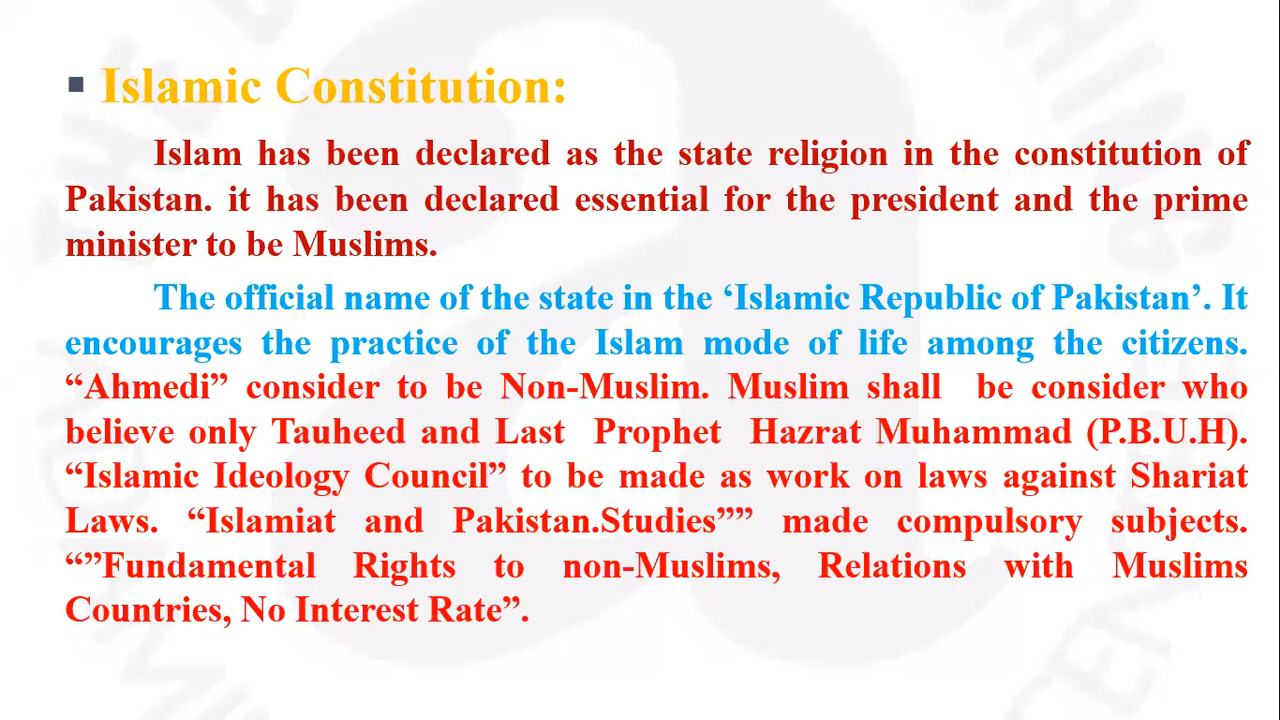 ▪ Islamic Constitution:
Islam has been declared as the state religion in the constitution of
Pakistan. it has been declared essential for the president and the prime
minister to be Muslims.
The official name of the state in the ‘Islamic Republic of Pakistan’. It
encourages the practice of the Islam mode of life among the citizens.
“Ahmedi” consider to be Non-Muslim. Muslim shall be consider who
believe only Tauheed and Last Prophet Hazrat Muhammad (P.B.U.H).
“Islamic Ideology Council” to be made as work on laws against Shariat
Laws. “Islamiat and Pakistan.Studies”” made compulsory subjects.
“”Fundamental Rights to non-Muslims, Relations with Muslims
Countries, No Interest Rate”.